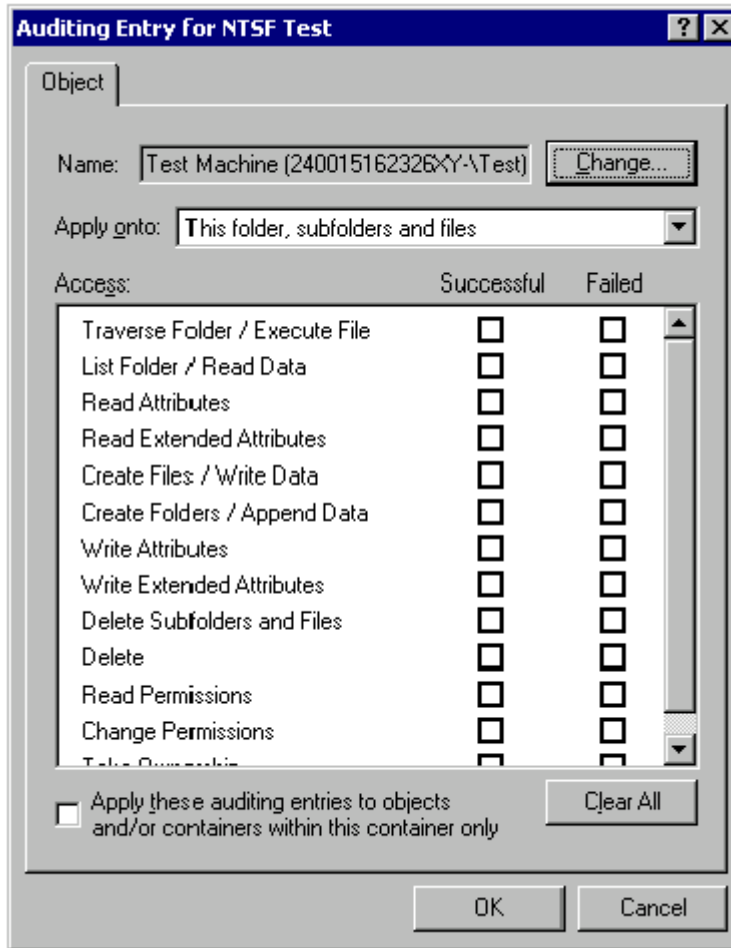 Auditing Entry for NTSF Test
Object
Name: Test Machine (240015162326XY-\Test) Change...
Apply onto: This folder, subfolders and files
Access: Successful Failed
Traverse Folder / Execute File
List Folder / Read Data
Read Attributes
Read Extended Attributes
Create Files / Write Data
Create Folders / Append Data
Write Attributes
Write Extended Attributes
Delete Subfolders and Files
Delete
Read Permissions
Change Permissions
Take Ownership
Apply these auditing entries to objects
and/or containers within this container only
Clear All
OK Cancel